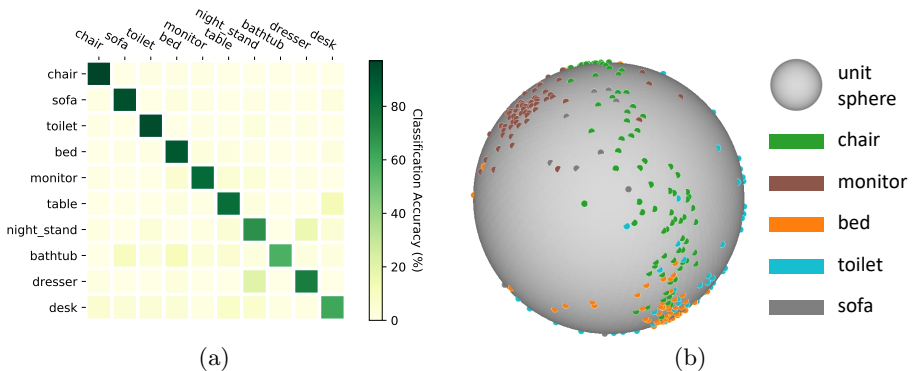 chair
sofa
toilet
bed
monitor
table
night_stand
bathtub
dresser
desk
chair
sofa
toilet
bed
monitor
table
night_stand
bathtub
dresser
desk
80
60
40
20
0
Classification Accuracy (%)
(a)
unit
sphere
chair
monitor
bed
toilet
sofa
(b)